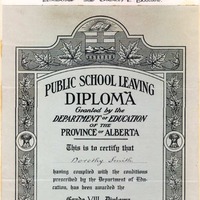 PUBLIC SCHOOL LEAVING
DIPLOMA
Granted by the
DEPARTMENT OF EDUCATION
OF THE
PROVINCE OF ALBERTA
This is to certify that
Dorothy Smith
having complied with the conditions
prescribed by the Department of Edu-
cation, has been awarded the
Grade VIII Diploma